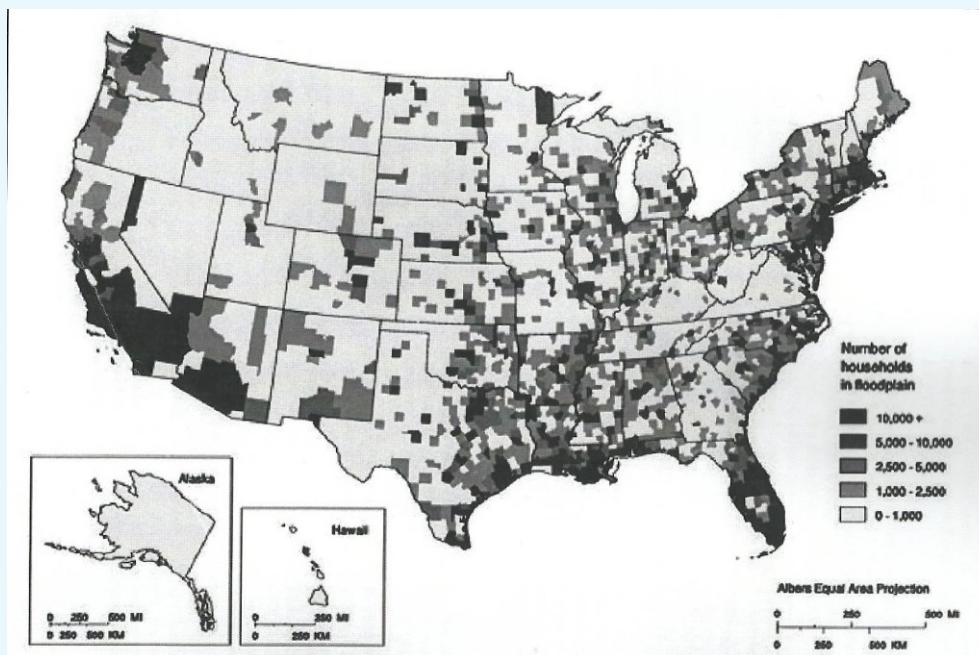 Number of
households
in floodplain
10,000 +
5,000 - 10,000
2,500 - 5,000
1,000 - 2,500
0 - 1,000
Alaska
0 250 500 MI
0 250 500 KM
Hawaii
0 250 MI
0 250 KM
Albers Equal Area Projection
0 250 500 MI
0 250 500 KM